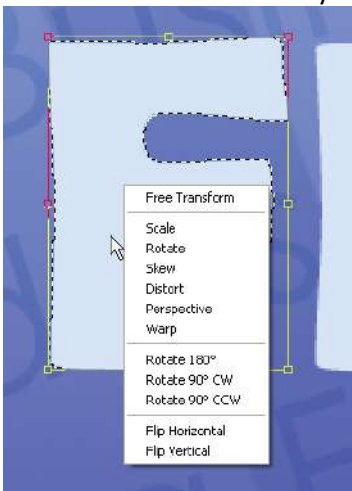 Free Transform
Scale
Rotate
Skew
Distort
Perspective
Warp
Rotate 180°
Rotate 90° CW
Rotate 90° CCW
Flip Horizontal
Flip Vertical